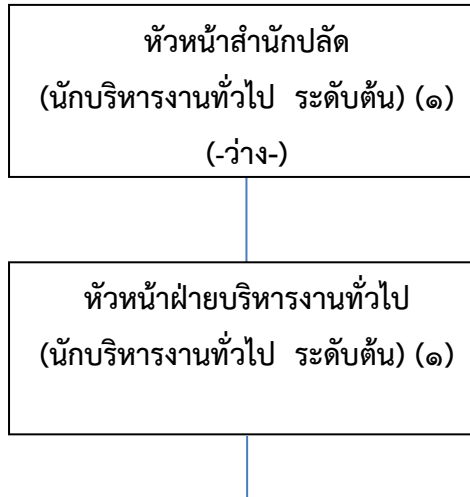 หัวหน้าสำนักปลัด
(นักบริหารงานทั่วไป ระดับต้น) (๑)
(-ว่าง-)
หัวหน้าฝ่ายบริหารงานทั่วไป
(นักบริหารงานทั่วไป ระดับต้น) (๑)